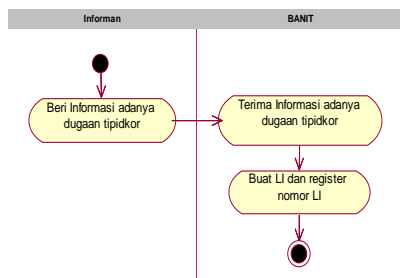 Informan
BANIT
Beri Informasi adanya
dugaan tipidkor
Terima Informasi adanya
dugaan tipidkor
Buat LI dan register
nomor LI